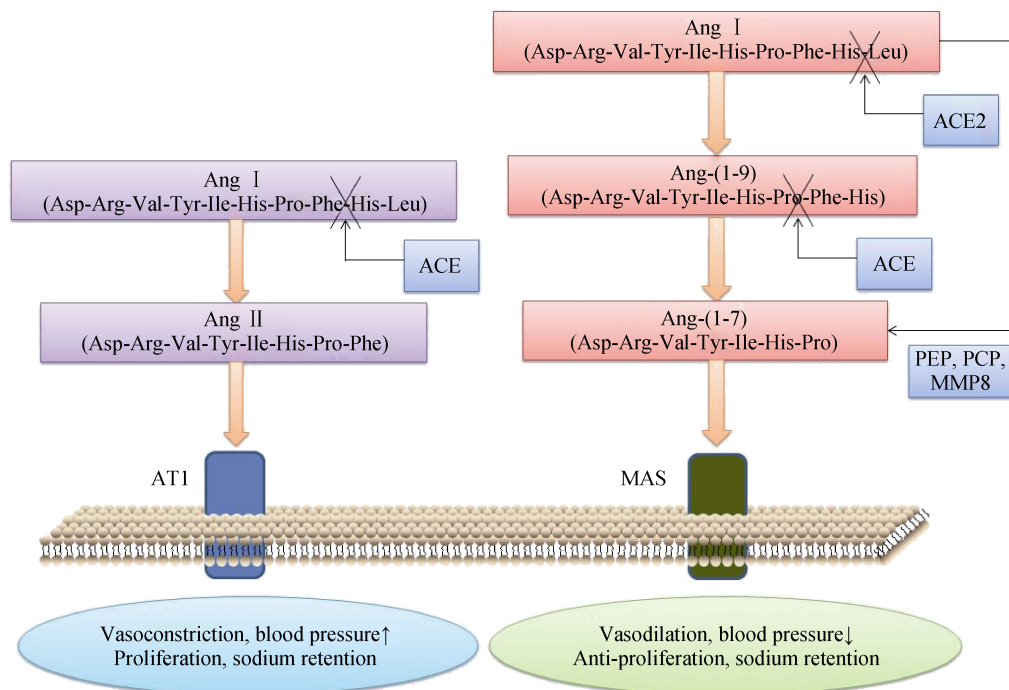 Ang Ⅰ
(Asp-Arg-Val-Tyr-Ile-His-Pro-Phe-His-Leu)
ACE2
Ang-(1-9)
(Asp-Arg-Val-Tyr-Ile-His-Pro-Phe-His)
Ang Ⅰ
(Asp-Arg-Val-Tyr-Ile-His-Pro-Phe-His-Leu)
ACE
ACE
Ang Ⅱ
(Asp-Arg-Val-Tyr-Ile-His-Pro-Phe)
Ang-(1-7)
(Asp-Arg-Val-Tyr-Ile-His-Pro)
PEP, PCP,
MMP8
AT1
MAS
Vasoconstriction, blood pressure↑
Proliferation, sodium retention
Vasodilation, blood pressure↓
Anti-proliferation, sodium retention